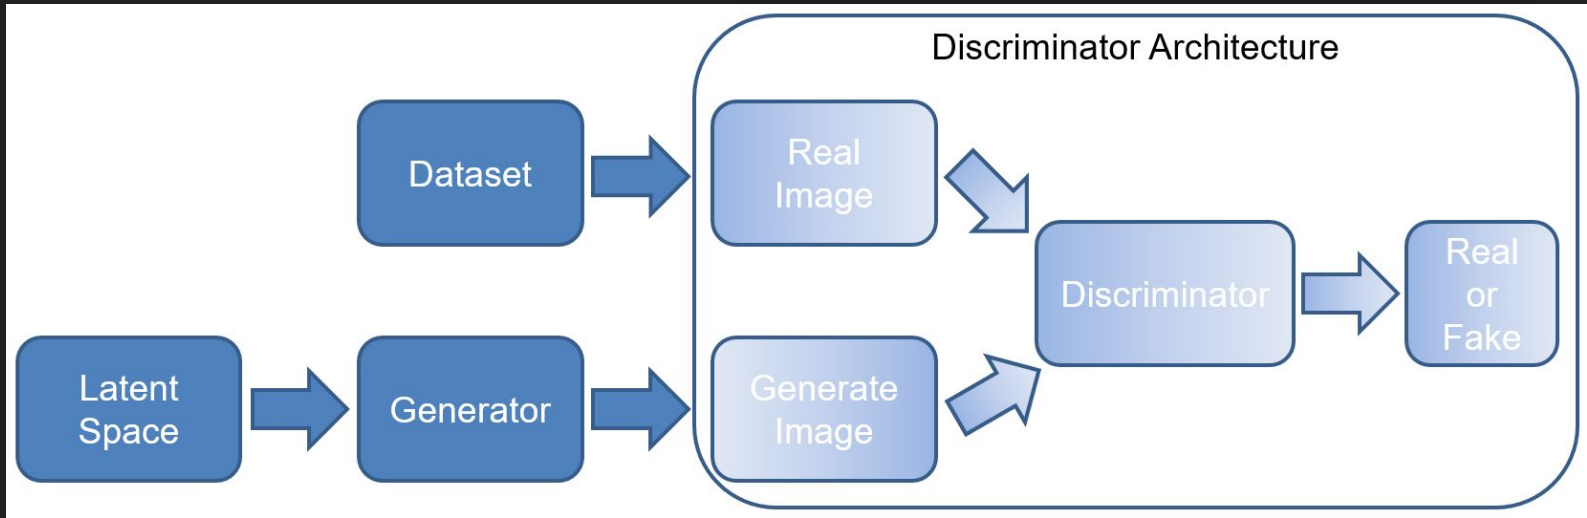 Discriminator Architecture
Dataset
Real
Image
Discriminator
Real
or
Fake
Latent
Space
Generator
Generate
Image